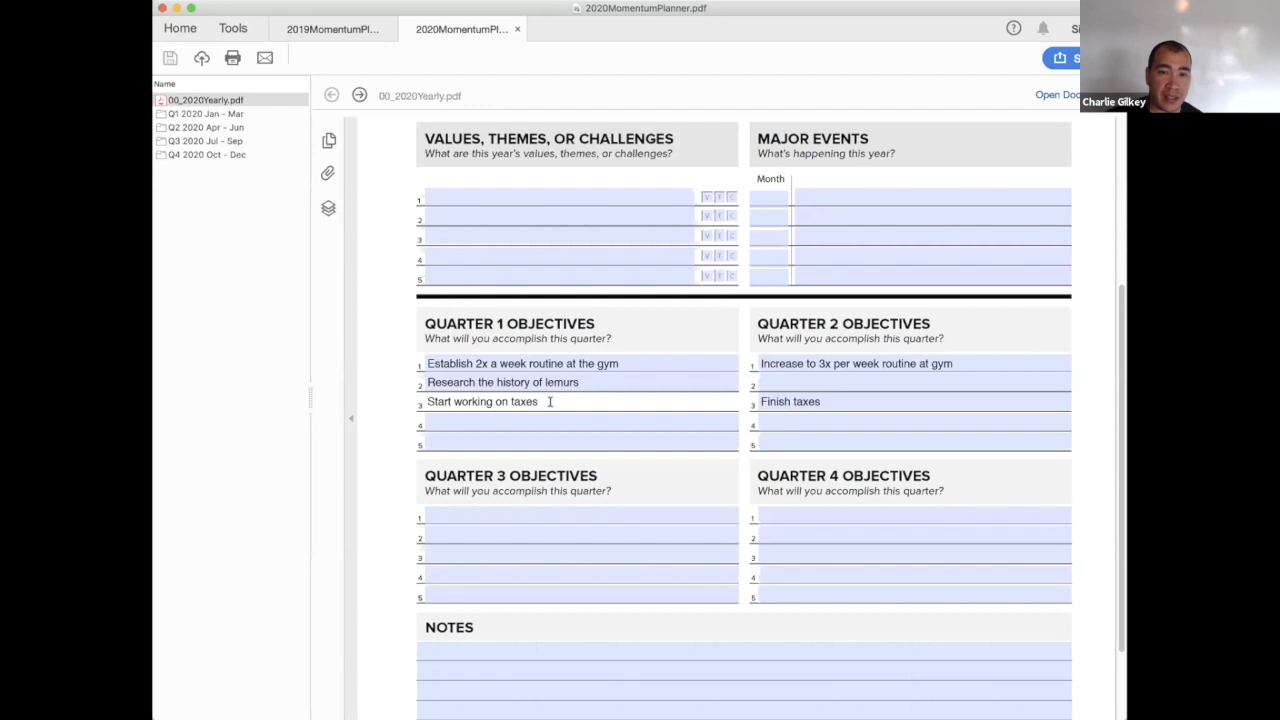 2020MomentumPlanner.pdf
Home
Tools
2019MomentumPl...
2020MomentumPl...
Name
00_2020Yearly.pdf
Q1 2020 Jan - Mar
Q2 2020 Apr - Jun
Q3 2020 Jul - Sep
Q4 2020 Oct - Dec
00_2020Yearly.pdf
Charlie Gilkey
VALUES, THEMES, OR CHALLENGES
What are this year's values, themes, or challenges?
1 V T C
2 V T C
3 V T C
4 V T C
5 V T C
MAJOR EVENTS
What's happening this year?
Month
QUARTER 1 OBJECTIVES
What will you accomplish this quarter?
1 Establish 2x a week routine at the gym
2 Research the history of lemurs
3 Start working on taxes
4
5
QUARTER 2 OBJECTIVES
What will you accomplish this quarter?
1 Increase to 3x per week routine at gym
2
3 Finish taxes
4
5
QUARTER 3 OBJECTIVES
What will you accomplish this quarter?
1
2
3
4
5
QUARTER 4 OBJECTIVES
What will you accomplish this quarter?
1
2
3
4
5
NOTES